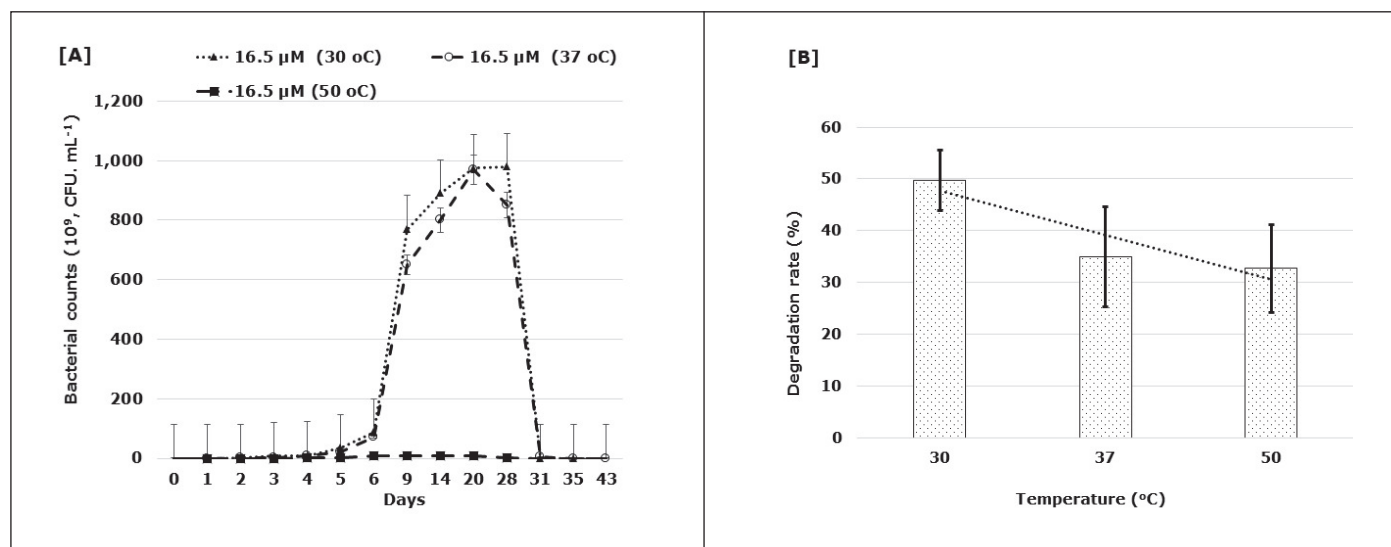 [A]
16.5 μM (30 oC)
16.5 μM (37 oC)
·16.5 μM (50 oC)
Bacterial counts (10⁹, CFU. mL⁻¹)
1,200
1,000
800
600
400
200
0
0 1 2 3 4 5 6 9 14 20 28 31 35 43
Days
[B]
Degradation rate (%)
60
50
40
30
20
10
0
30 37 50
Temperature (ºC)